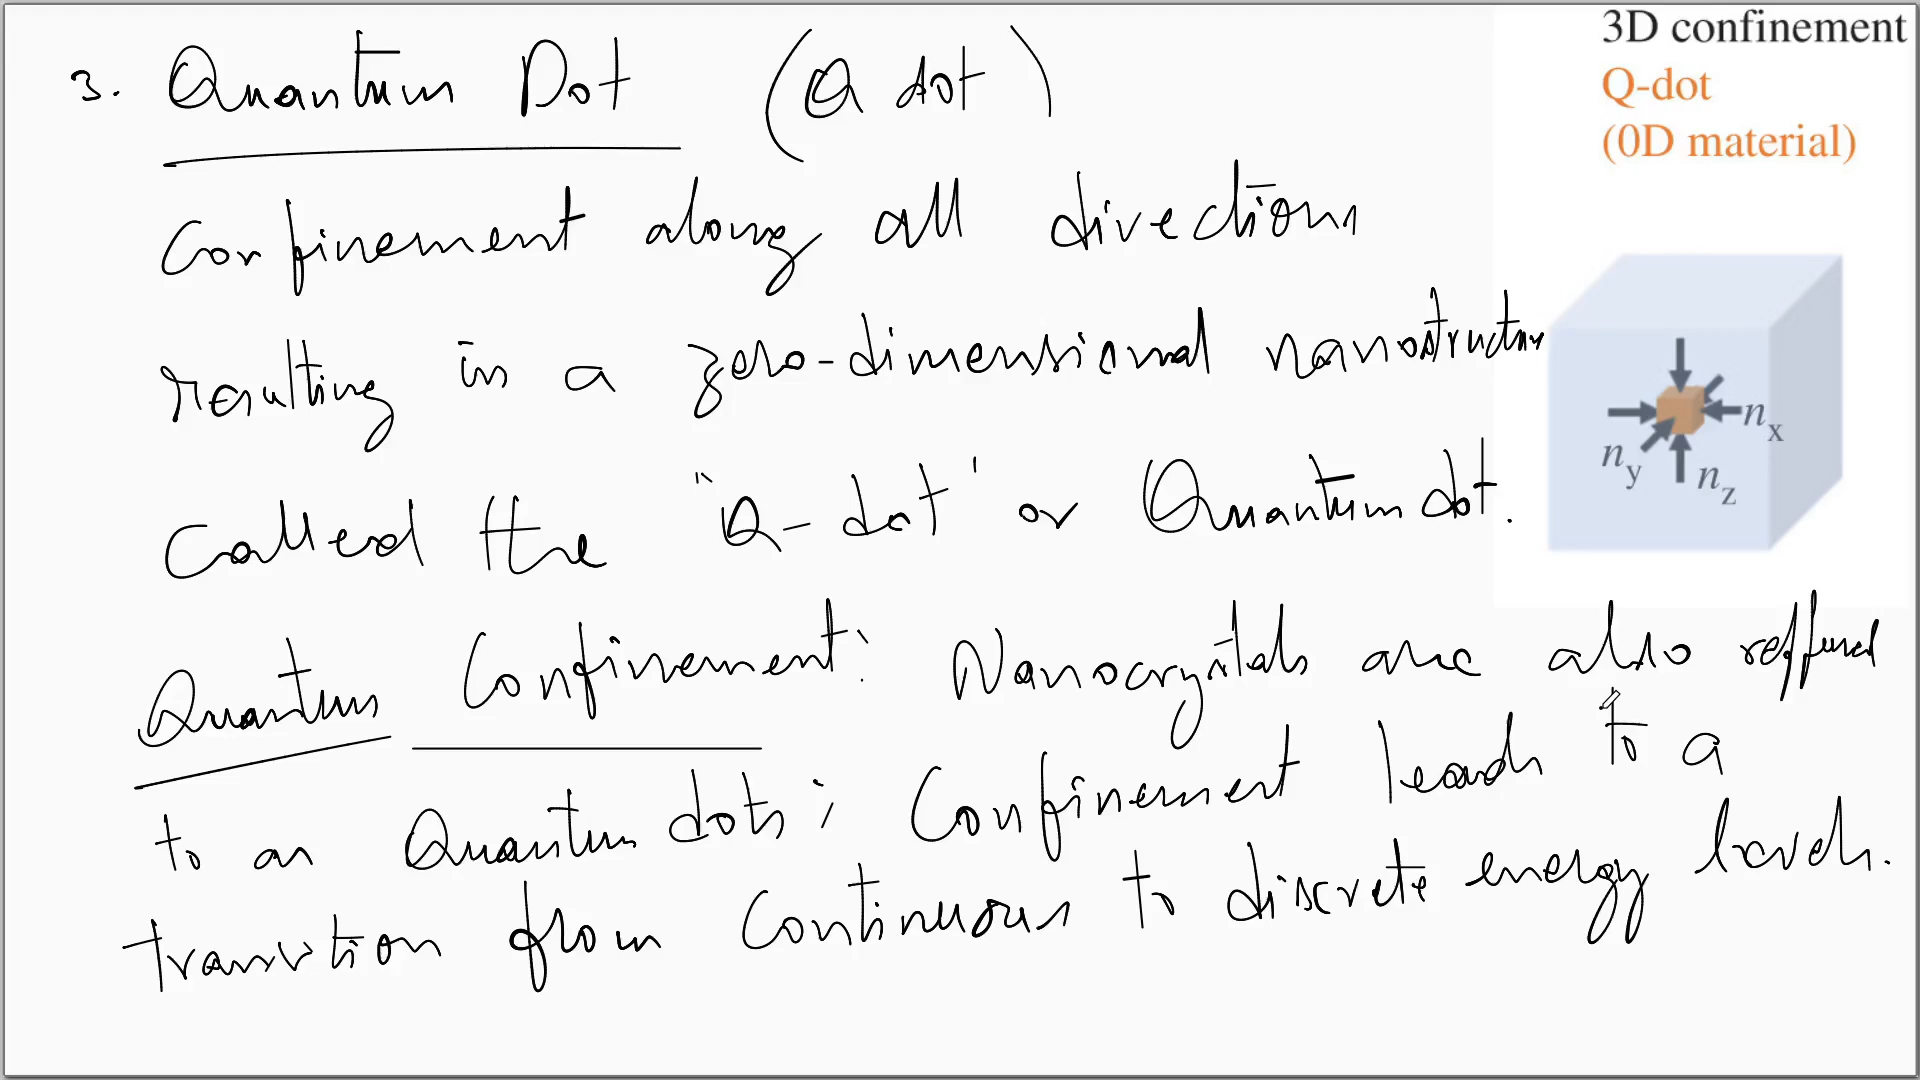 3. Quantum Dot (Q dot)
3D confinement
Q-dot
(0D material)
Confinement along all directions
resulting in a zero-dimensional nanostructure
called the "Q-dot" or Quantum dot.
n_x
n_y
n_z
Quantum Confinement: Nanocrystals are also reffered
to as Quantum dots; Confinement leads to a
transition from continuous to discrete energy levels.